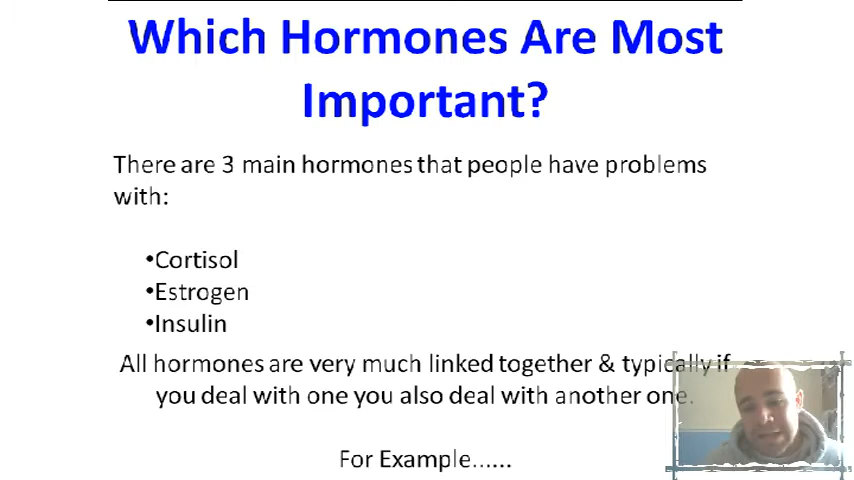 Which Hormones Are Most
Important?
There are 3 main hormones that people have problems
with:
•Cortisol
•Estrogen
•Insulin
All hormones are very much linked together & typically if
you deal with one you also deal with another one.
For Example......